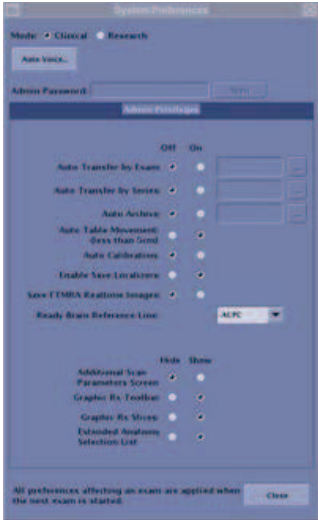 System Preferences
Mode: Clinical Research
Auto Voice...
Admin Password:
Admin Privileges
Off On
Auto Transfer by Exam:
Auto Transfer by Series:
Auto Archive:
Auto Table Movement:
(less than 5cm)
Auto Calibration:
Enable Save Localizers:
Save FTMRA Realtime Images:
Ready Brain Reference Line: ACPC
Hide Show
Additional Scan
Parameters Screen
Graphic Rx Toolbar
Graphic Rx Slices
Extended Anatomy
Selection List
All preferences affecting an exam are applied when
the next exam is started.
Close